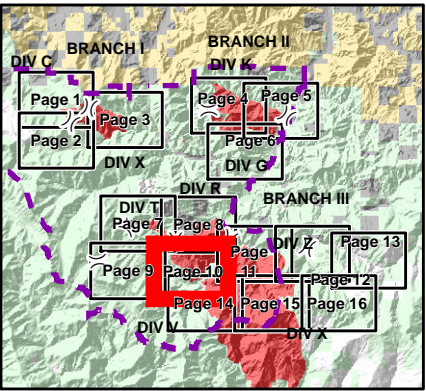 BRANCH I
BRANCH II
DIV C
DIV K
Page 1
Page 4
Page 5
Page 3
Page 2
Page 6
DIV X
DIV G
DIV R
BRANCH III
DIV T
Page 7
Page 8
DIV Z
Page 13
Page 11
Page 9
Page 10
Page 12
Page 14
Page 15
Page 16
DIV V
DIV X